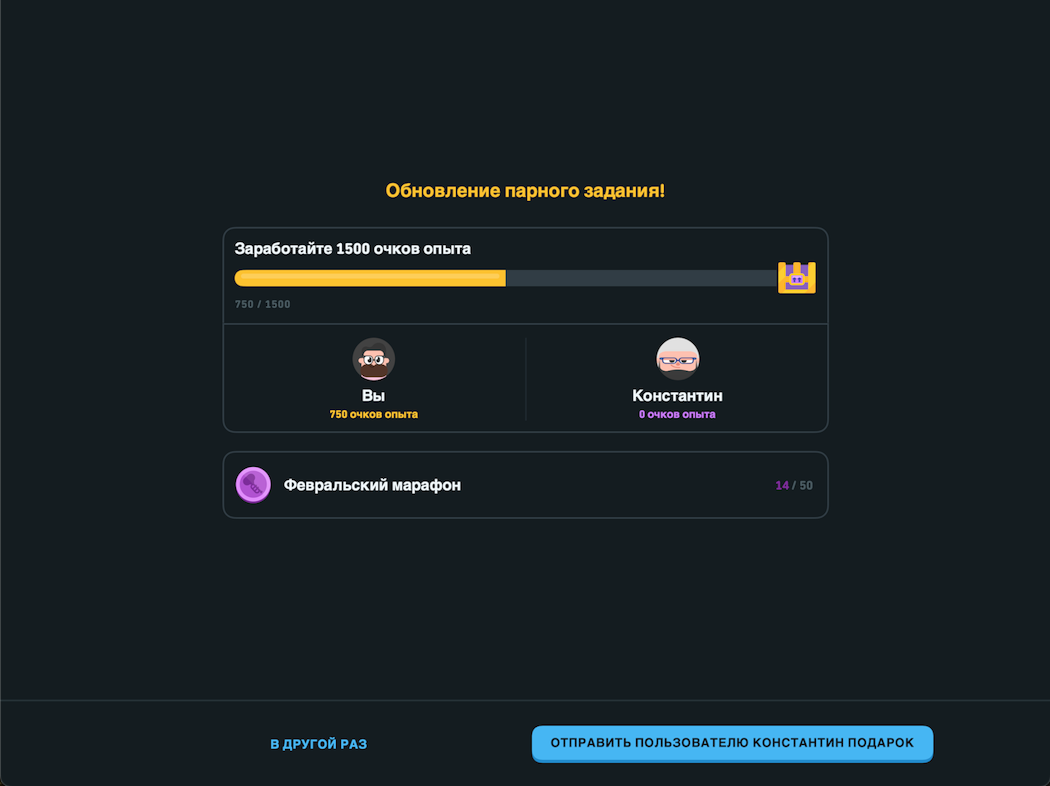 Обновление парного задания!
Заработайте 1500 очков опыта
750 / 1500
Вы
750 очков опыта
Константин
0 очков опыта
Февральский марафон
14 / 50
В ДРУГОЙ РАЗ
ОТПРАВИТЬ ПОЛЬЗОВАТЕЛЮ КОНСТАНТИН ПОДАРОК